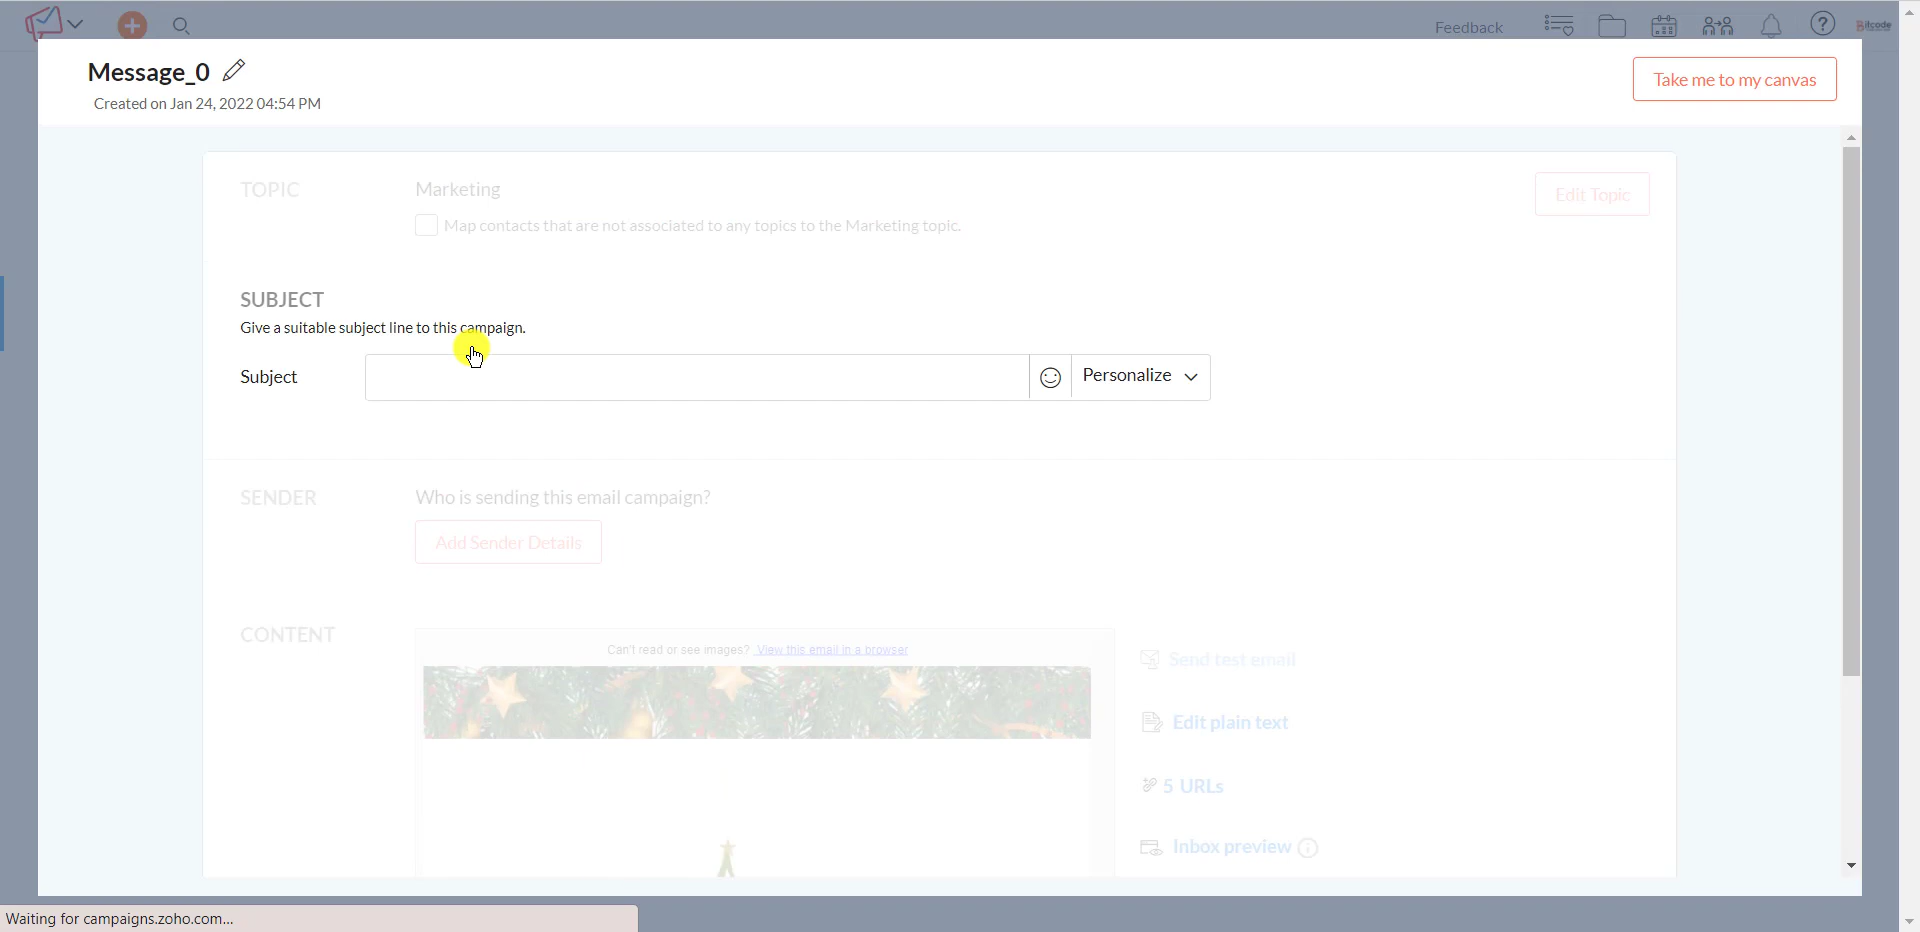 Feedback
Bitcode
Message_0
Created on Jan 24, 2022 04:54 PM
Take me to my canvas
TOPIC
Marketing
Edit Topic
Map contacts that are not associated to any topics to the Marketing topic.
SUBJECT
Give a suitable subject line to this campaign.
Subject
Personalize
SENDER
Who is sending this email campaign?
Add Sender Details
CONTENT
Can't read or see images? View this email in a browser
Send test email
Edit plain text
5 URLs
Inbox preview
Waiting for campaigns.zoho.com...